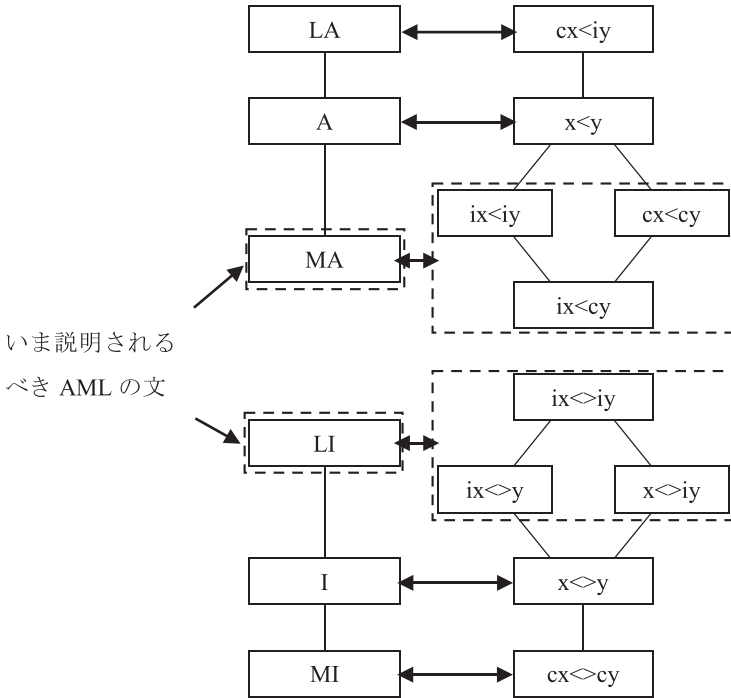 LA
cx<iy
A
x<y
ix<iy
cx<cy
MA
ix<cy
いま説明される
べき AML の文
ix<>iy
LI
ix<>y
x<>iy
I
x<>y
MI
cx<>cy